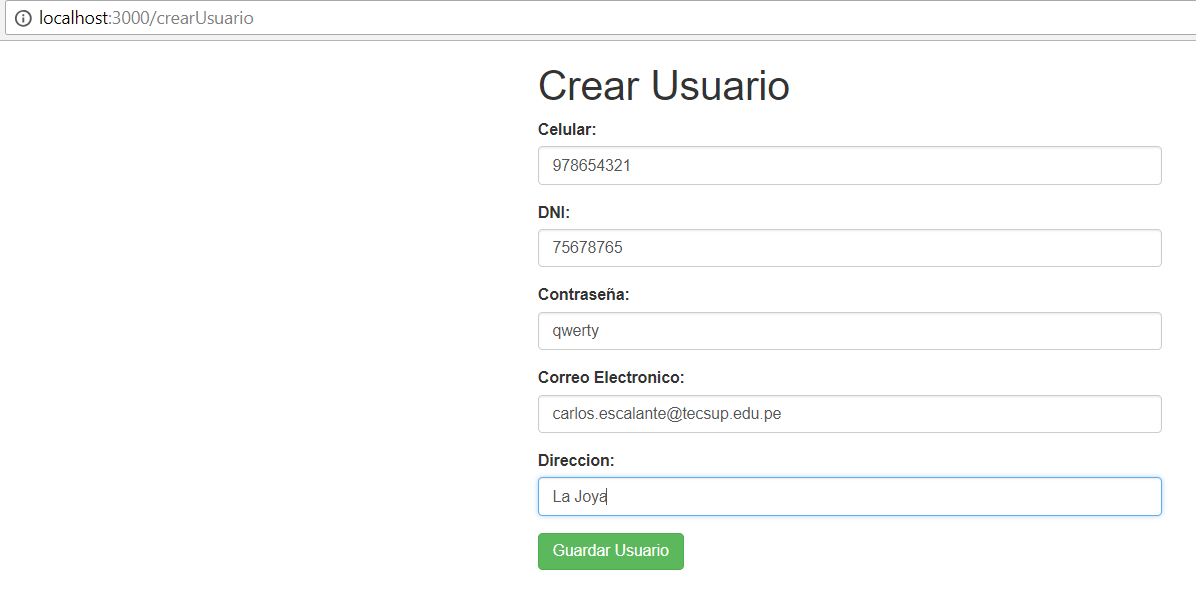 localhost:3000/crearUsuario
Crear Usuario
Celular:
978654321
DNI:
75678765
Contraseña:
qwerty
Correo Electronico:
carlos.escalante@tecsup.edu.pe
Direccion:
La Joya
Guardar Usuario